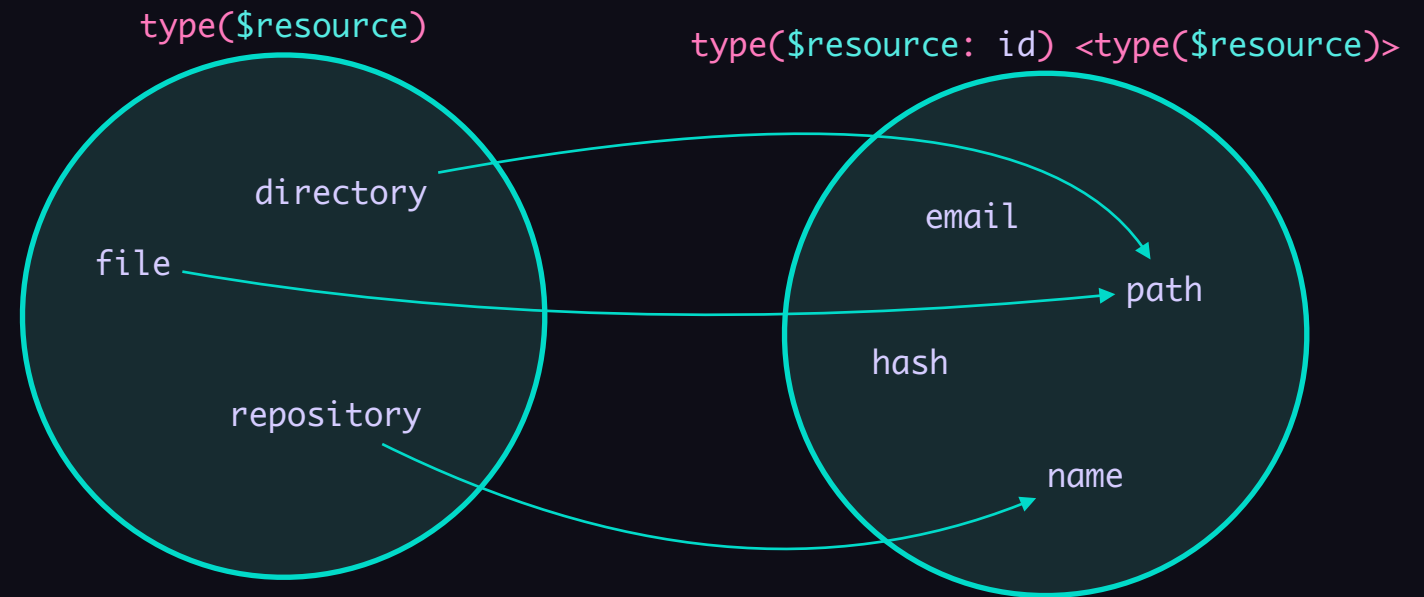 type($resource)
type($resource: id) <type($resource)>
directory
file
repository
email
path
hash
name